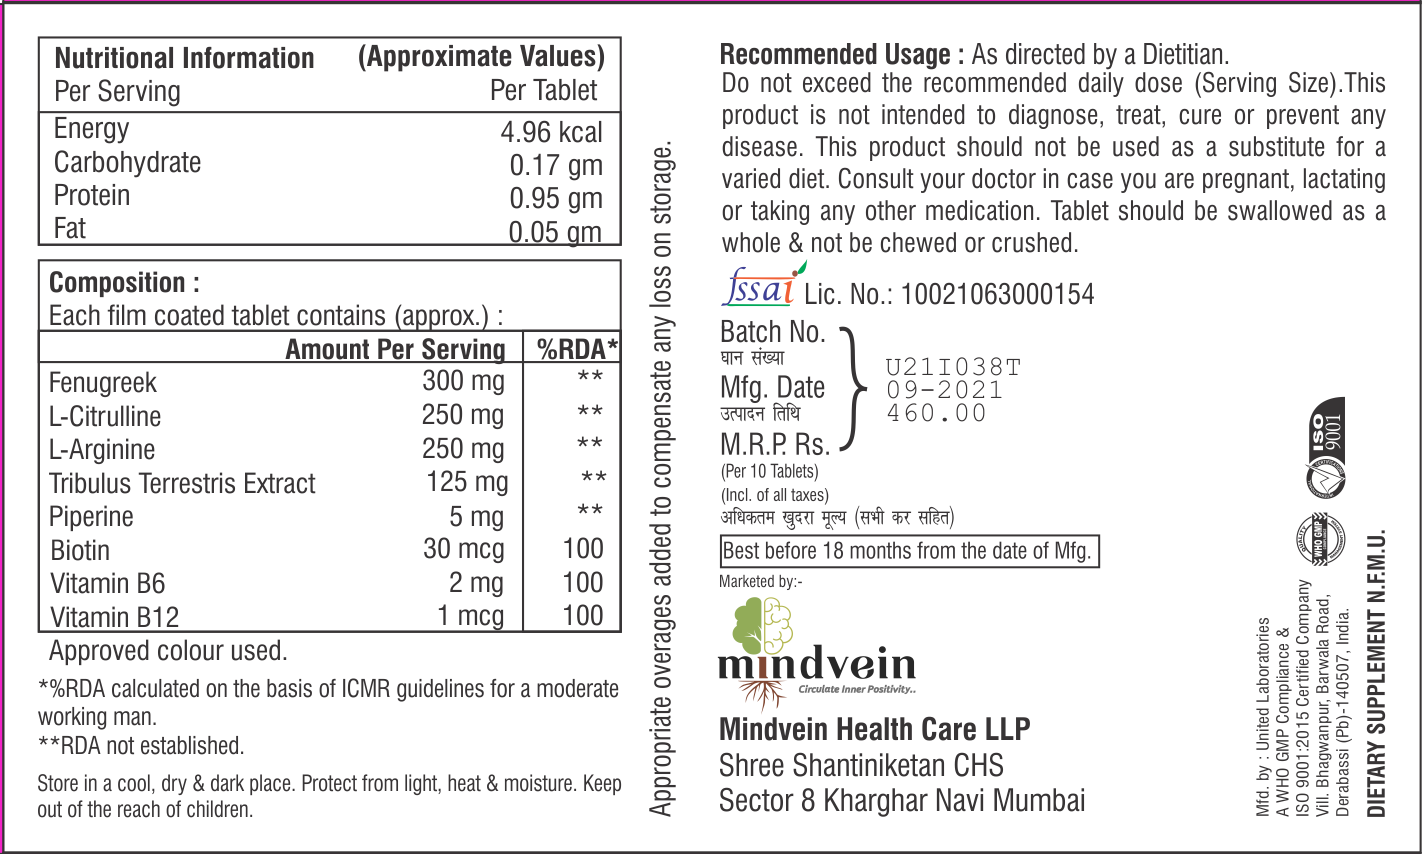 Nutritional Information (Approximate Values)
Per Serving Per Tablet
Energy 4.96 kcal
Carbohydrate 0.17 gm
Protein 0.95 gm
Fat 0.05 gm
Composition :
Each film coated tablet contains (approx.) :
Amount Per Serving %RDA*
Fenugreek 300 mg **
L-Citrulline 250 mg **
L-Arginine 250 mg **
Tribulus Terrestris Extract 125 mg **
Piperine 5 mg **
Biotin 30 mcg 100
Vitamin B6 2 mg 100
Vitamin B12 1 mcg 100
Approved colour used.
*%RDA calculated on the basis of ICMR guidelines for a moderate
working man.
**RDA not established.
Store in a cool, dry & dark place. Protect from light, heat & moisture. Keep
out of the reach of children.
Appropriate overages added to compensate any loss on storage.
Recommended Usage : As directed by a Dietitian.
Do not exceed the recommended daily dose (Serving Size).This
product is not intended to diagnose, treat, cure or prevent any
disease. This product should not be used as a substitute for a
varied diet. Consult your doctor in case you are pregnant, lactating
or taking any other medication. Tablet should be swallowed as a
whole & not be chewed or crushed.
fssai Lic. No.: 10021063000154
Batch No.
घान संख्या
Mfg. Date
उत्पादन तिथि
M.R.P. Rs.
(Per 10 Tablets)
(Incl. of all taxes)
अधिकतम खुदरा मूल्य (सभी कर सहित)
U21I038T
09-2021
460.00
Best before 18 months from the date of Mfg.
Marketed by:-
mindvein
Circulate Inner Positivity..
Mindvein Health Care LLP
Shree Shantiniketan CHS
Sector 8 Kharghar Navi Mumbai
ISO
9001
QUALITY
WHO GMP
Mfd. by : United Laboratories
A WHO GMP Compliance &
ISO 9001:2015 Certified Company
Vill. Bhagwanpur, Barwala Road,
Derabassi (Pb)-140507, India.
DIETARY SUPPLEMENT N.F.M.U.